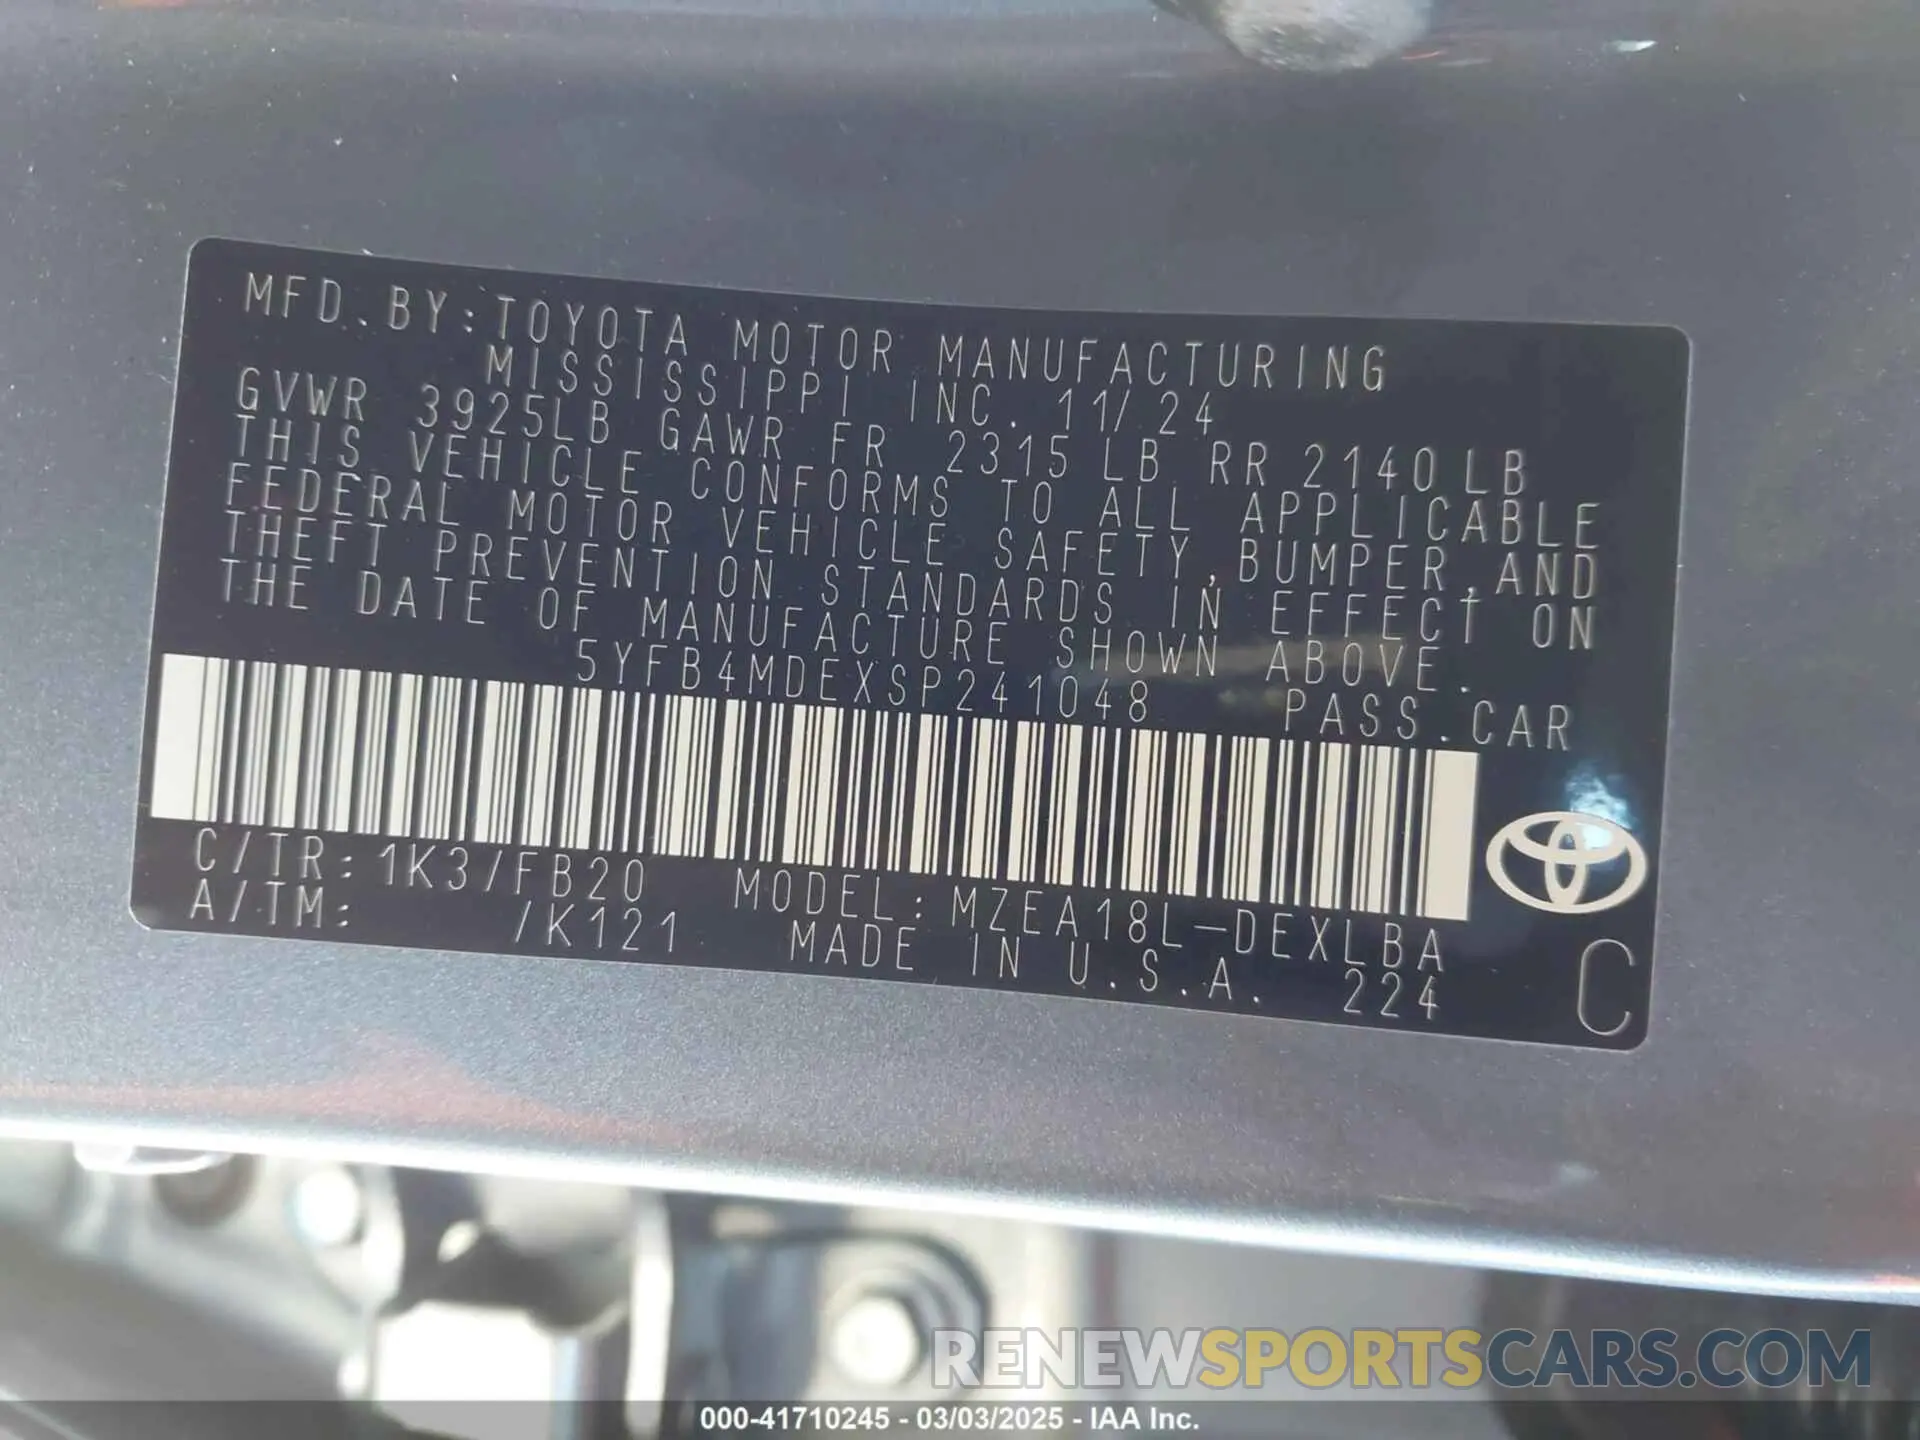 MFD.BY:TOYOTA MOTOR MANUFACTURING
MISSISSIPPI INC. 11/24
GVWR 3925LB GAWR FR 2315 LB RR 2140LB
THIS VEHICLE CONFORMS TO ALL APPLICABLE
FEDERAL MOTOR VEHICLE SAFETY,BUMPER,AND
THEFT PREVENTION STANDARDS IN EFFECT ON
THE DATE OF MANUFACTURE SHOWN ABOVE.
5YFB4MDEXSP241048 PASS.CAR
C/TR:1K3/FB20 MODEL:MZEA18L-DEXLBA
A/TM: /K121 MADE IN U.S.A. 224
C
RENEWSPORTSCARS.COM
000-41710245 - 03/03/2025 - IAA Inc.